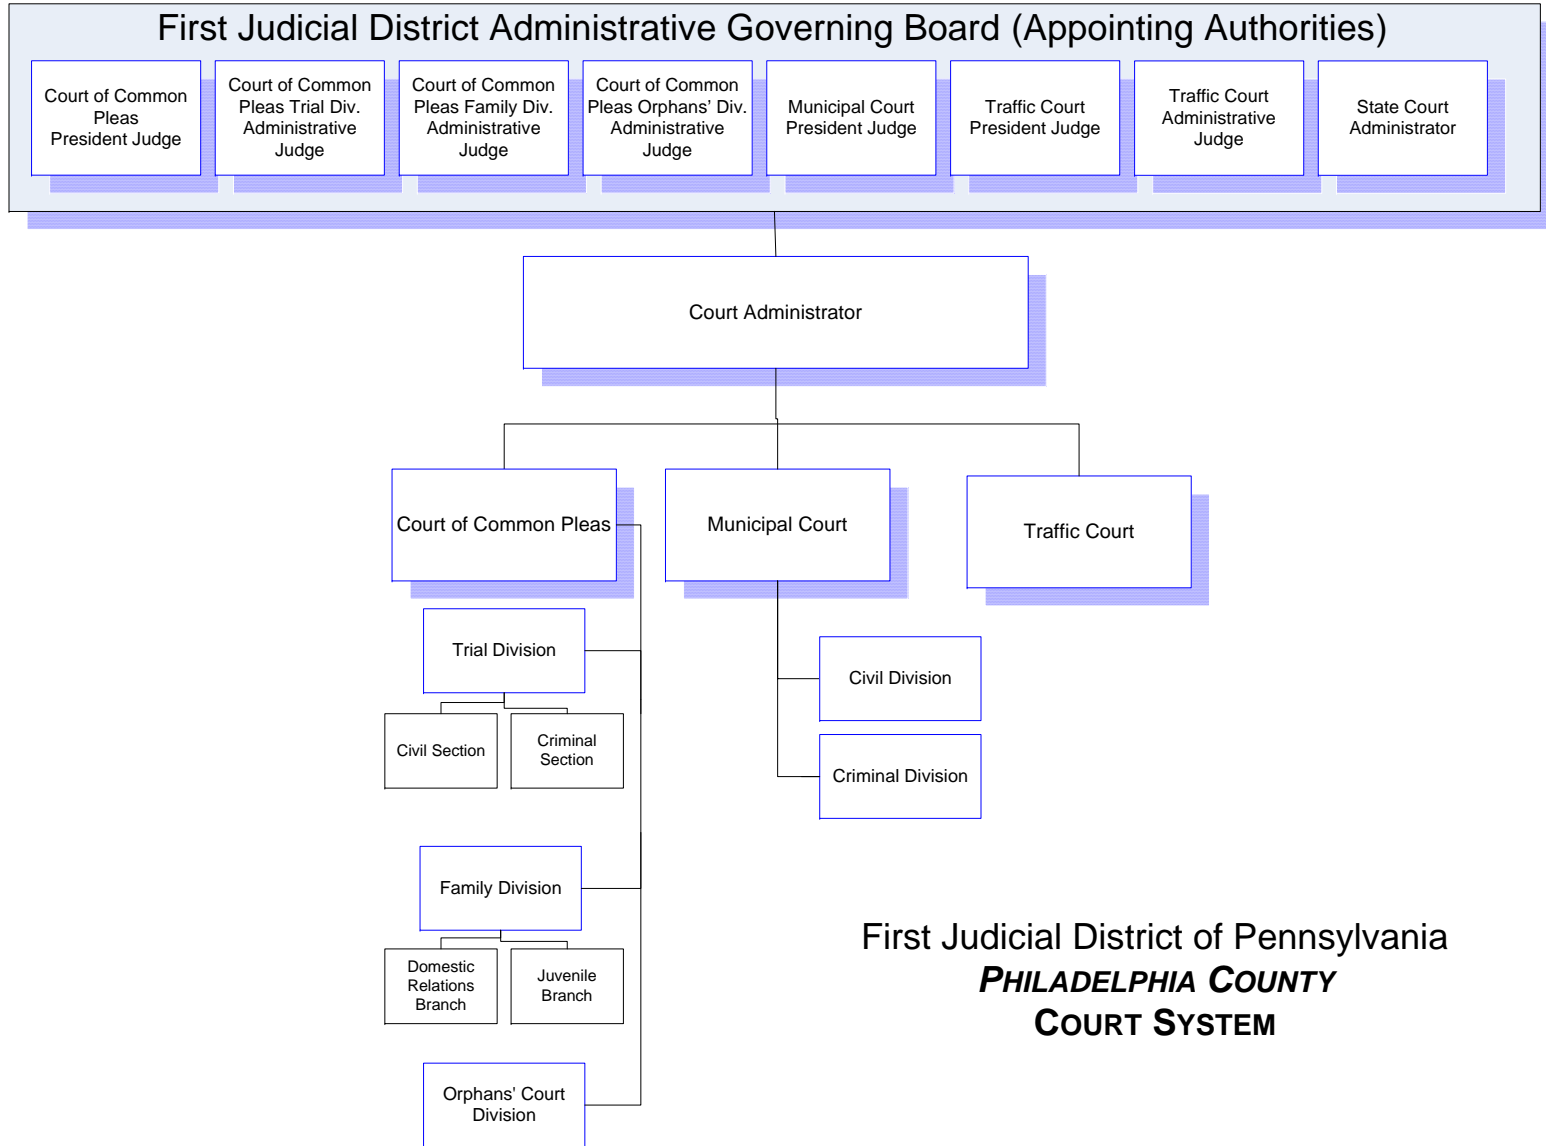 First Judicial District Administrative Governing Board (Appointing Authorities)
Court of Common
Pleas
President Judge
Court of Common
Pleas Trial Div.
Administrative
Judge
Court of Common
Pleas Family Div.
Administrative
Judge
Court of Common
Pleas Orphans' Div.
Administrative
Judge
Municipal Court
President Judge
Traffic Court
President Judge
Traffic Court
Administrative
Judge
State Court
Administrator
Court Administrator
Court of Common Pleas
Municipal Court
Traffic Court
Trial Division
Civil Section
Criminal
Section
Civil Division
Criminal Division
Family Division
Domestic
Relations
Branch
Juvenile
Branch
Orphans' Court
Division
First Judicial District of Pennsylvania
PHILADELPHIA COUNTY
COURT SYSTEM